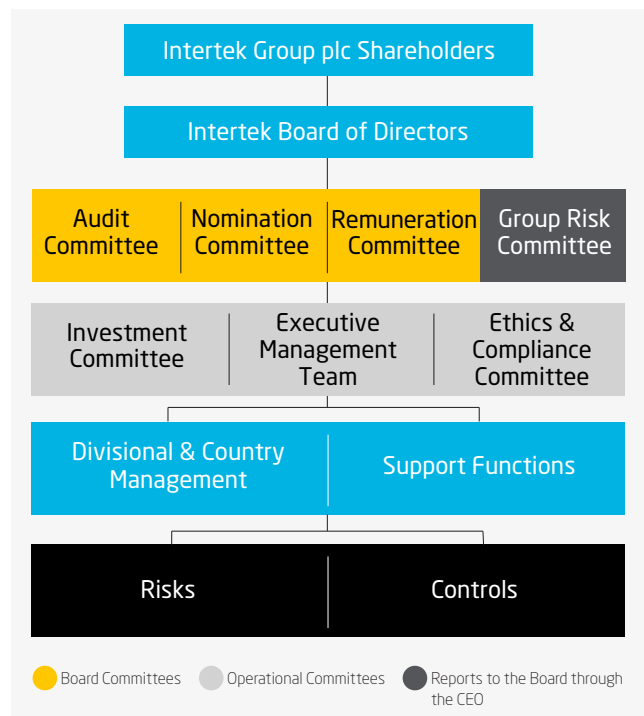 Intertek Group plc Shareholders
Intertek Board of Directors
Audit
Committee
Nomination
Committee
Remuneration
Committee
Group Risk
Committee
Investment
Committee
Executive
Management
Team
Ethics &
Compliance
Committee
Divisional & Country
Management
Support Functions
Risks
Controls
Board Committees
Operational Committees
Reports to the Board through
the CEO